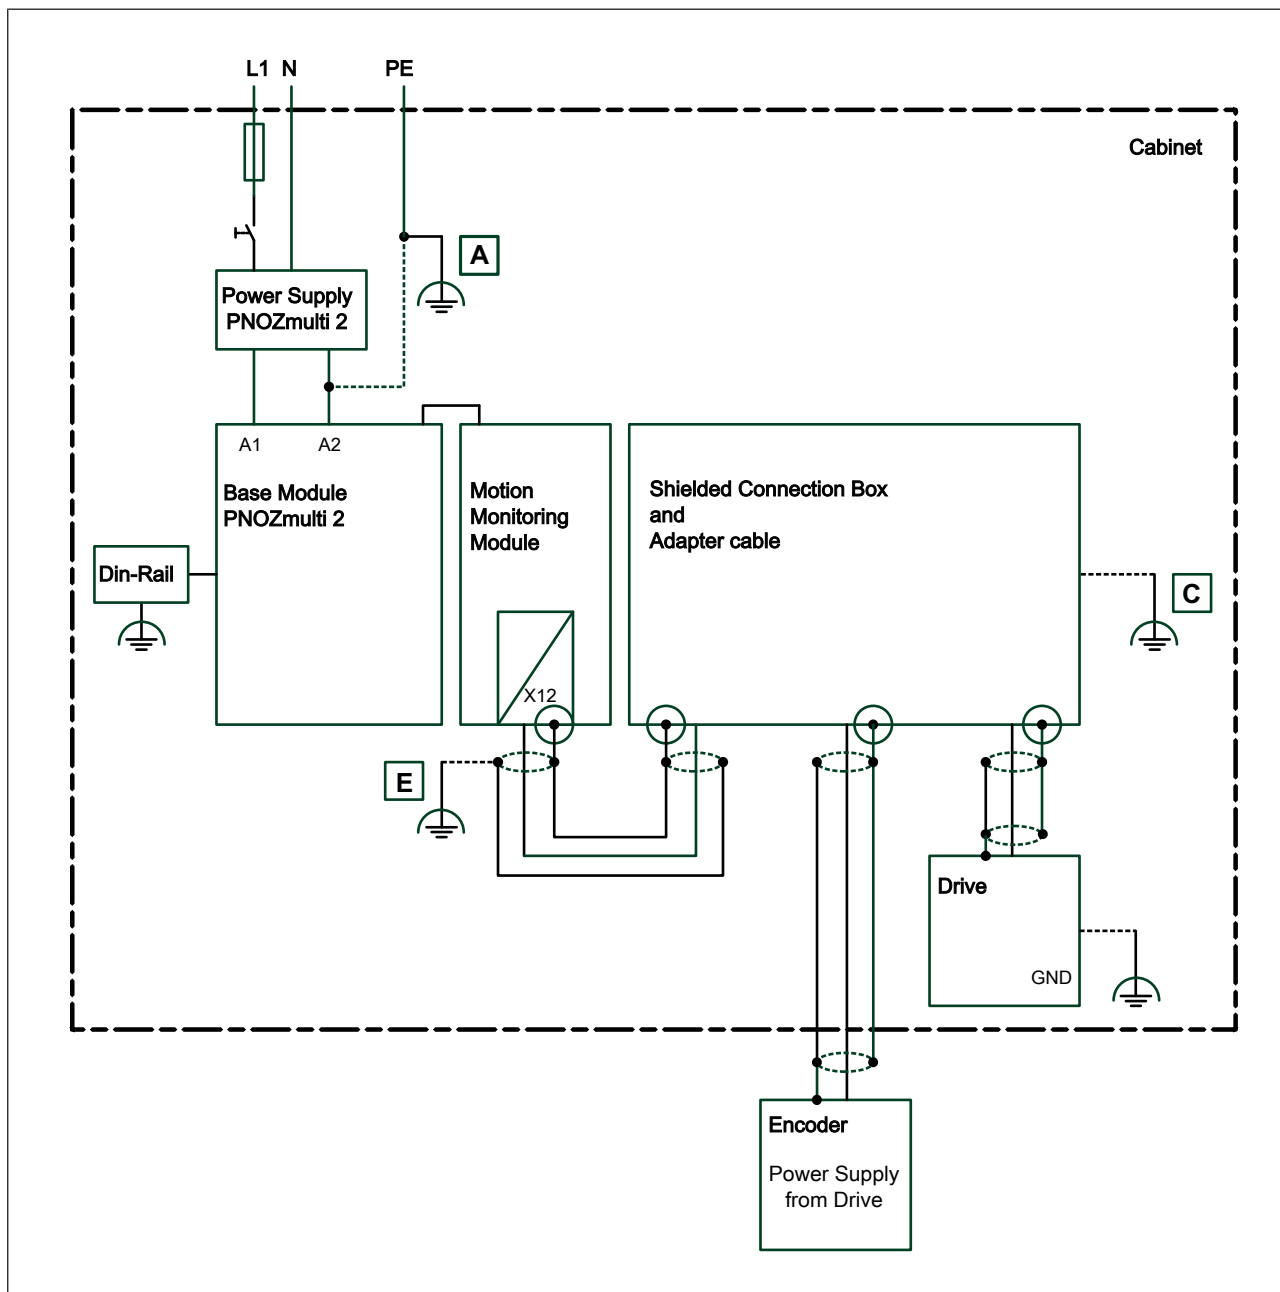 L1 N PE
Cabinet
A
Power Supply
PNOZmulti 2
A1 A2
Base Module
PNOZmulti 2
Motion
Monitoring
Module
Shielded Connection Box
and
Adapter cable
Din-Rail
C
X12
E
Drive
GND
Encoder
Power Supply
from Drive